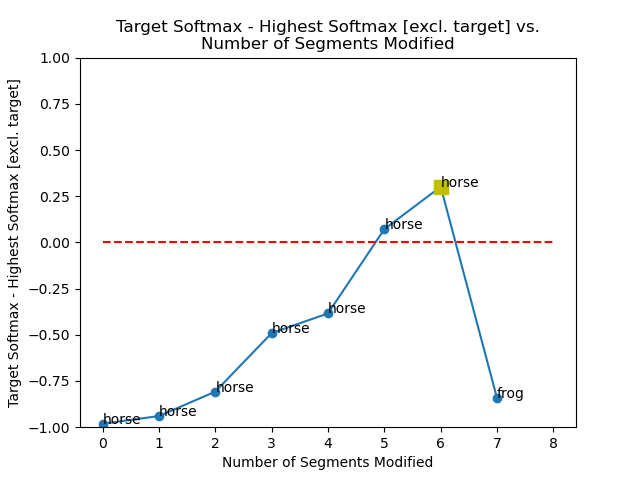 Target Softmax - Highest Softmax [excl. target] vs.
Number of Segments Modified
Target Softmax - Highest Softmax [excl. target]
1.00
0.75
0.50
0.25
0.00
−0.25
−0.50
−0.75
−1.00
horse
horse
horse
horse
horse
horse
horse
frog
0 1 2 3 4 5 6 7 8
Number of Segments Modified